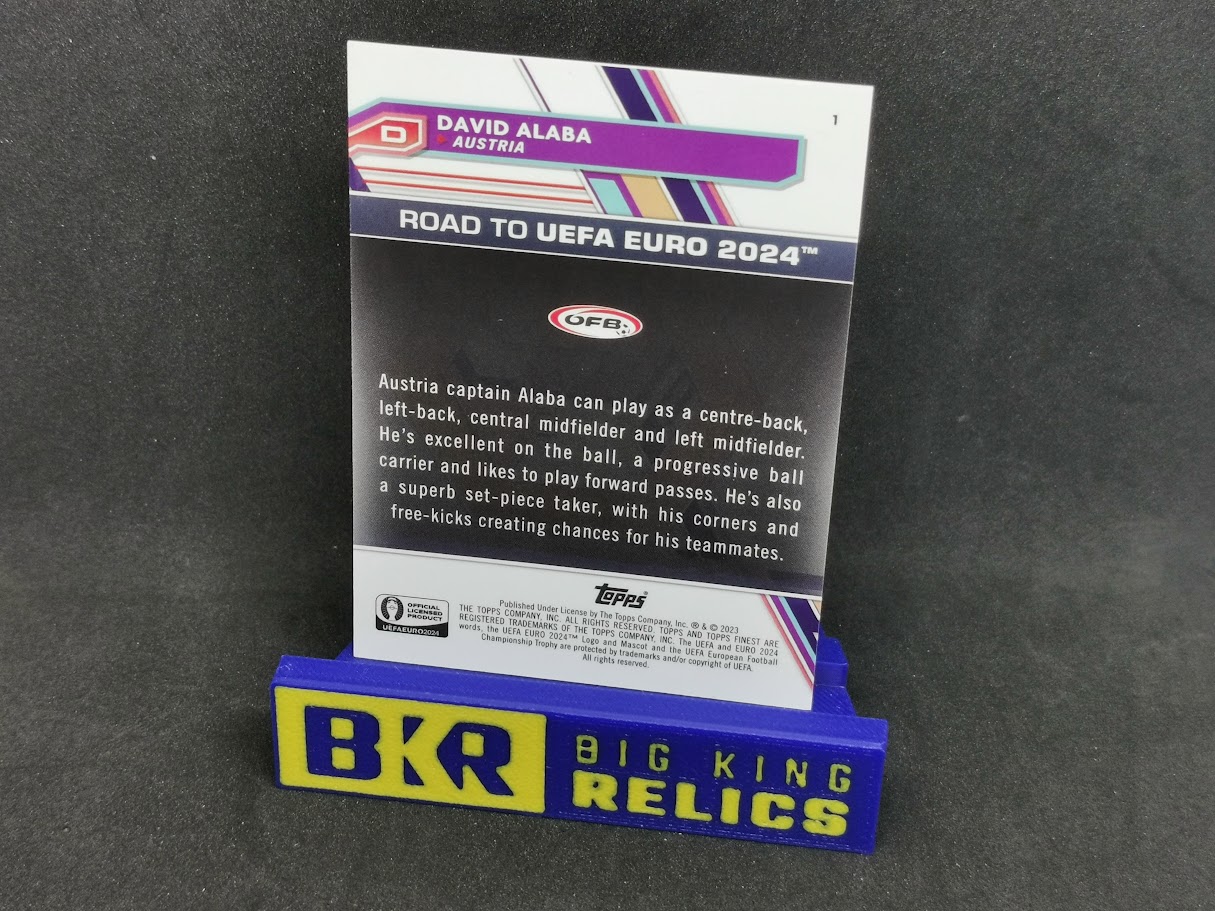 1
D
DAVID ALABA
AUSTRIA
ROAD TO UEFA EURO 2024™
ÖFB
Austria captain Alaba can play as a centre-back,
left-back, central midfielder and left midfielder.
He's excellent on the ball, a progressive ball
carrier and likes to play forward passes. He's also
a superb set-piece taker, with his corners and
free-kicks creating chances for his teammates.
topps
OFFICIAL
LICENSED
PRODUCT
UEFAEURO2024
Published Under License by The Topps Company, Inc. ® & © 2023
THE TOPPS COMPANY, INC. ALL RIGHTS RESERVED. TOPPS AND TOPPS FINEST ARE
REGISTERED TRADEMARKS OF THE TOPPS COMPANY, INC. The UEFA and EURO 2024
words, the UEFA EURO 2024™ Logo and Mascot and the UEFA European Football
Championship Trophy are protected by trademarks and/or copyright of UEFA.
All rights reserved.
BKR
BIG KING
RELICS